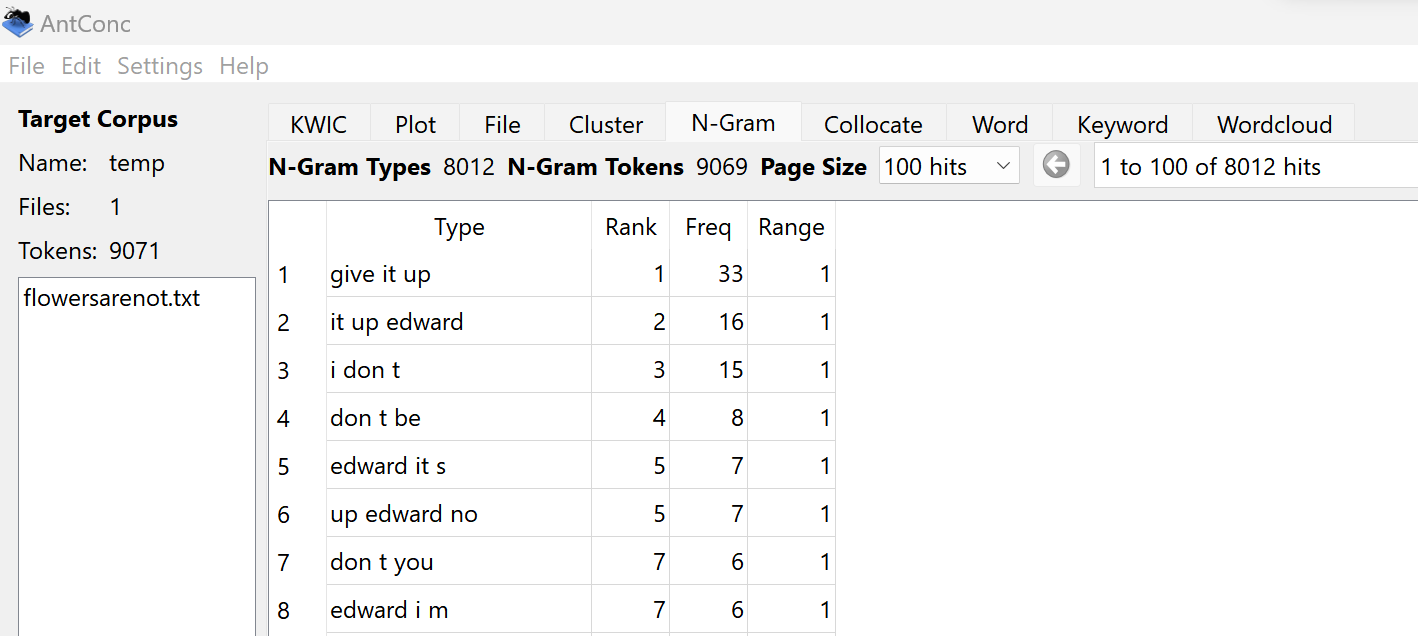 AntConc
File Edit Settings Help
Target Corpus
Name: temp
Files: 1
Tokens: 9071
flowersarenot.txt
KWIC Plot File Cluster N-Gram Collocate Word Keyword Wordcloud
N-Gram Types 8012 N-Gram Tokens 9069 Page Size 100 hits 1 to 100 of 8012 hits
Type Rank Freq Range
1 give it up 1 33 1
2 it up edward 2 16 1
3 i don t 3 15 1
4 don t be 4 8 1
5 edward it s 5 7 1
6 up edward no 5 7 1
7 don t you 7 6 1
8 edward i m 7 6 1